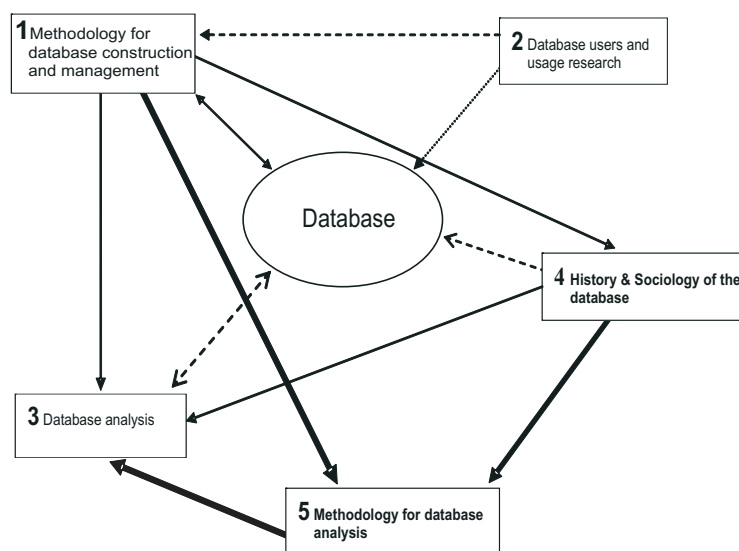 1 Methodology for
database construction
and management
2 Database users and
usage research
Database
4 History & Sociology of the
database
3 Database analysis
5 Methodology for database
analysis